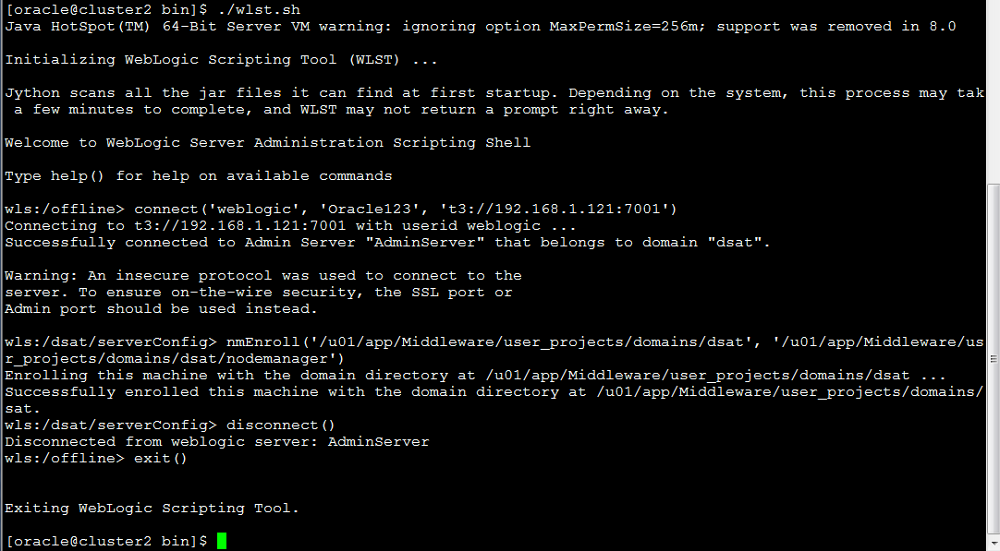 [oracle@cluster2 bin]$ ./wlst.sh
Java HotSpot(TM) 64-Bit Server VM warning: ignoring option MaxPermSize=256m; support was removed in 8.0
Initializing WebLogic Scripting Tool (WLST) ...
Jython scans all the jar files it can find at first startup. Depending on the system, this process may tak
a few minutes to complete, and WLST may not return a prompt right away.
Welcome to WebLogic Server Administration Scripting Shell
Type help() for help on available commands
wls:/offline> connect('weblogic', 'Oracle123', 't3://192.168.1.121:7001')
Connecting to t3://192.168.1.121:7001 with userid weblogic ...
Successfully connected to Admin Server "AdminServer" that belongs to domain "dsat".
Warning: An insecure protocol was used to connect to the
server. To ensure on-the-wire security, the SSL port or
Admin port should be used instead.
wls:/dsat/serverConfig> nmEnroll('/u01/app/Middleware/user_projects/domains/dsat', '/u01/app/Middleware/us
r_projects/domains/dsat/nodemanager')
Enrolling this machine with the domain directory at /u01/app/Middleware/user_projects/domains/dsat ...
Successfully enrolled this machine with the domain directory at /u01/app/Middleware/user_projects/domains/
sat.
wls:/dsat/serverConfig> disconnect()
Disconnected from weblogic server: AdminServer
wls:/offline> exit()
Exiting WebLogic Scripting Tool.
[oracle@cluster2 bin]$